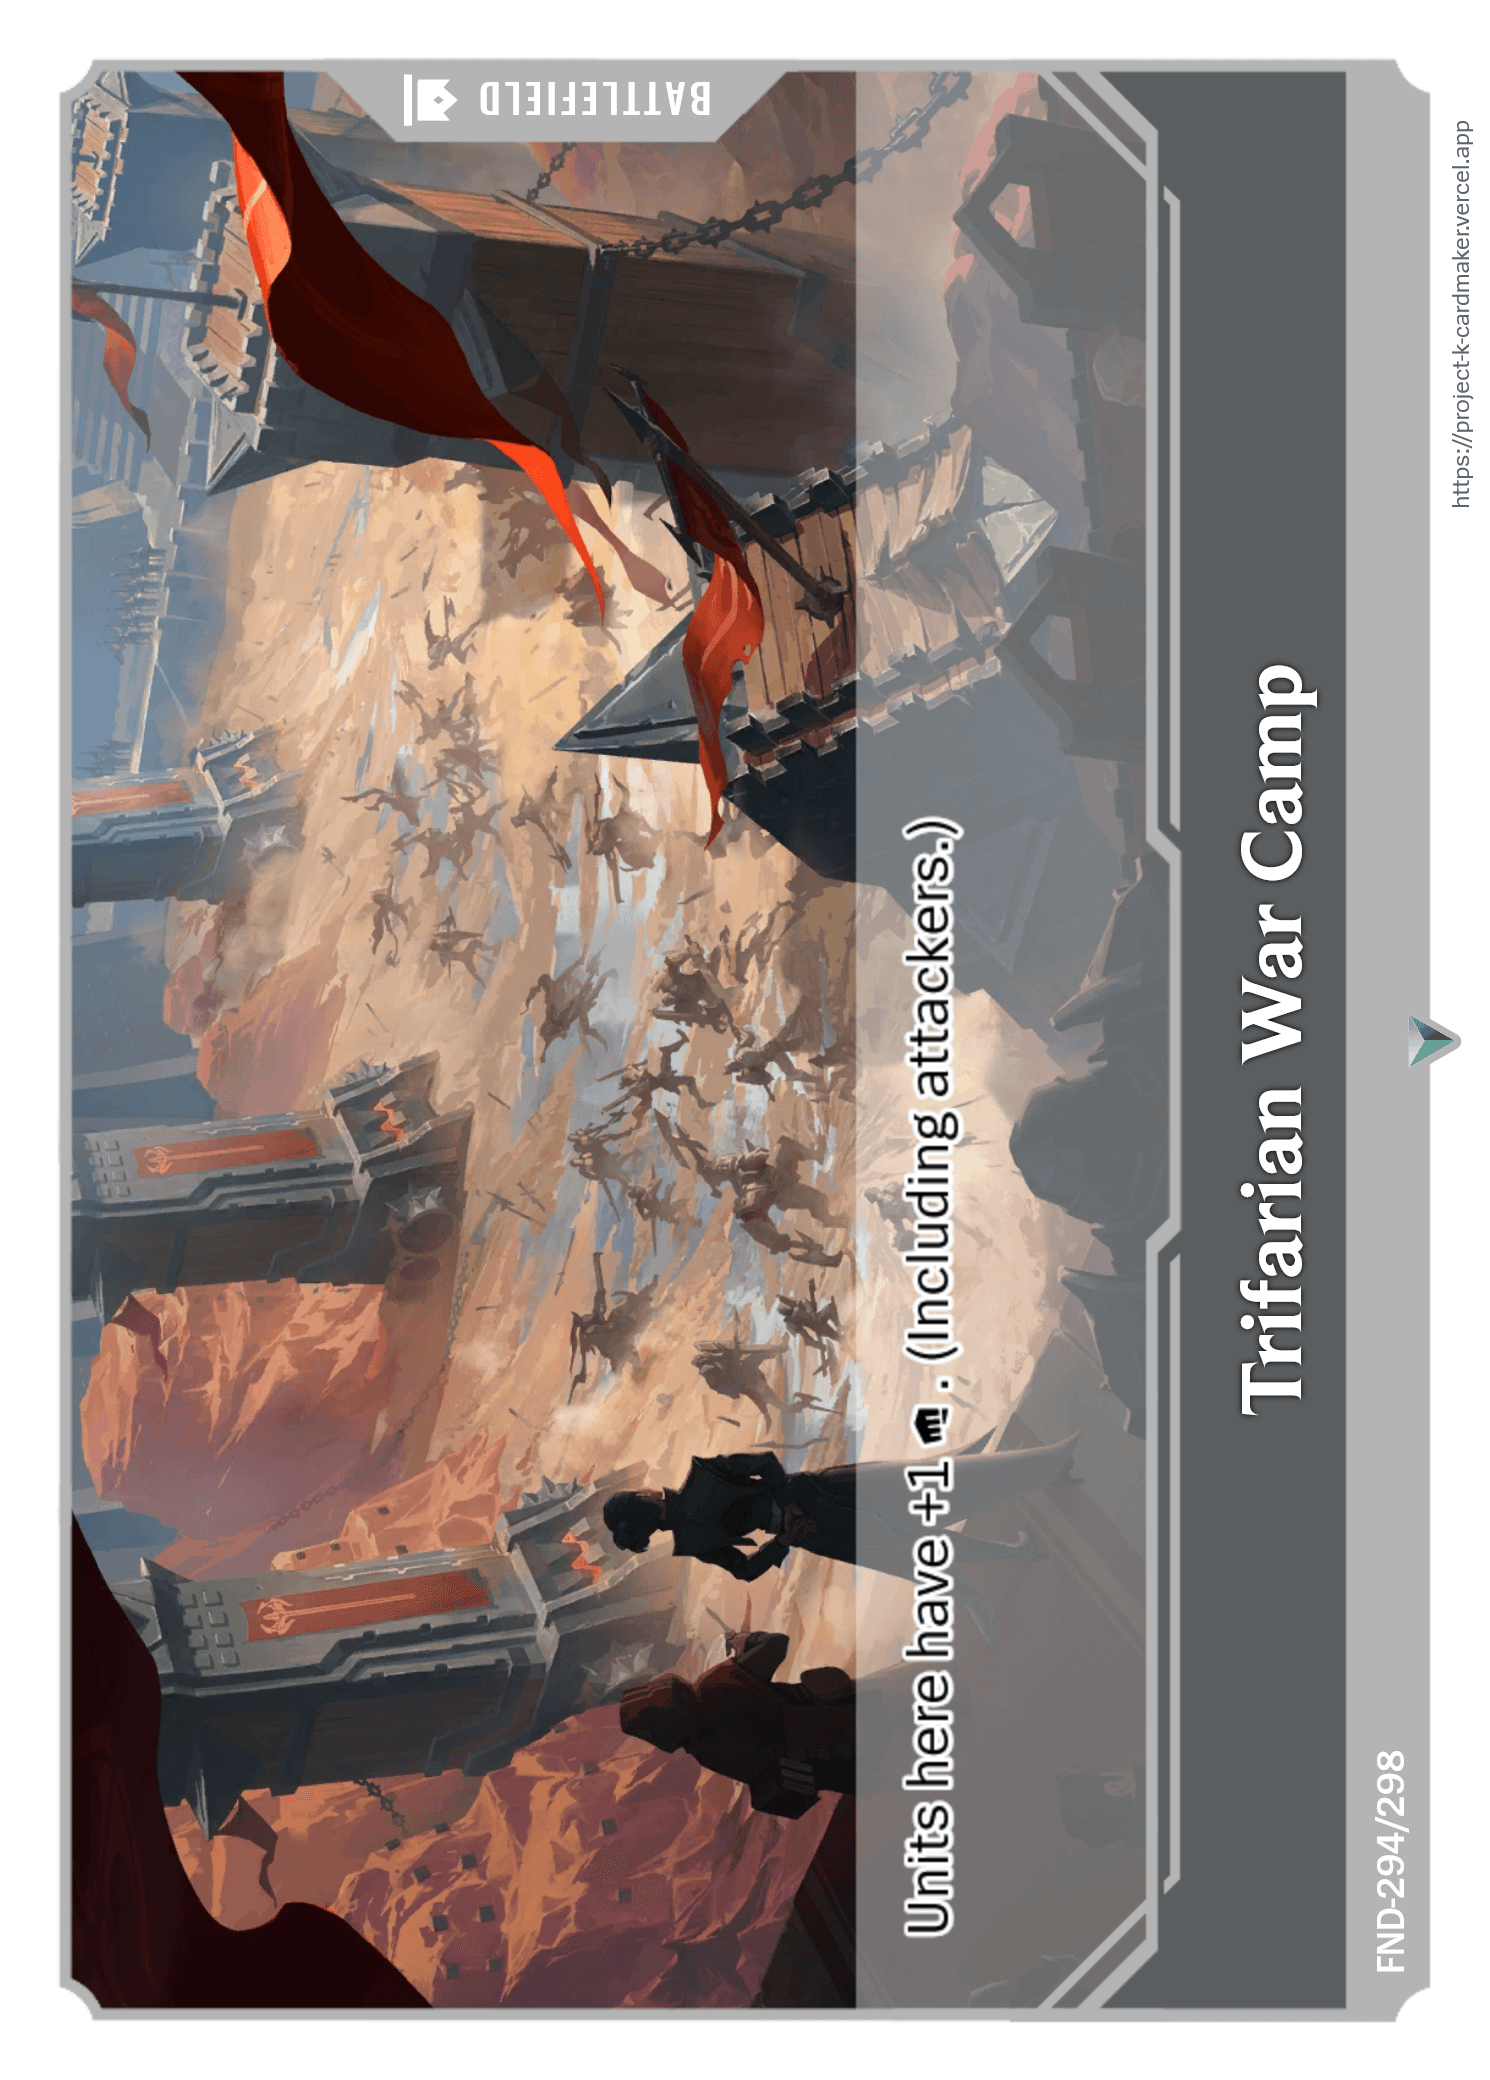 BATTLEFIELD
Units here have +1 . (Including attackers.)
Trifarian War Camp
FND-294/298
https://project-k-cardmaker.vercel.app